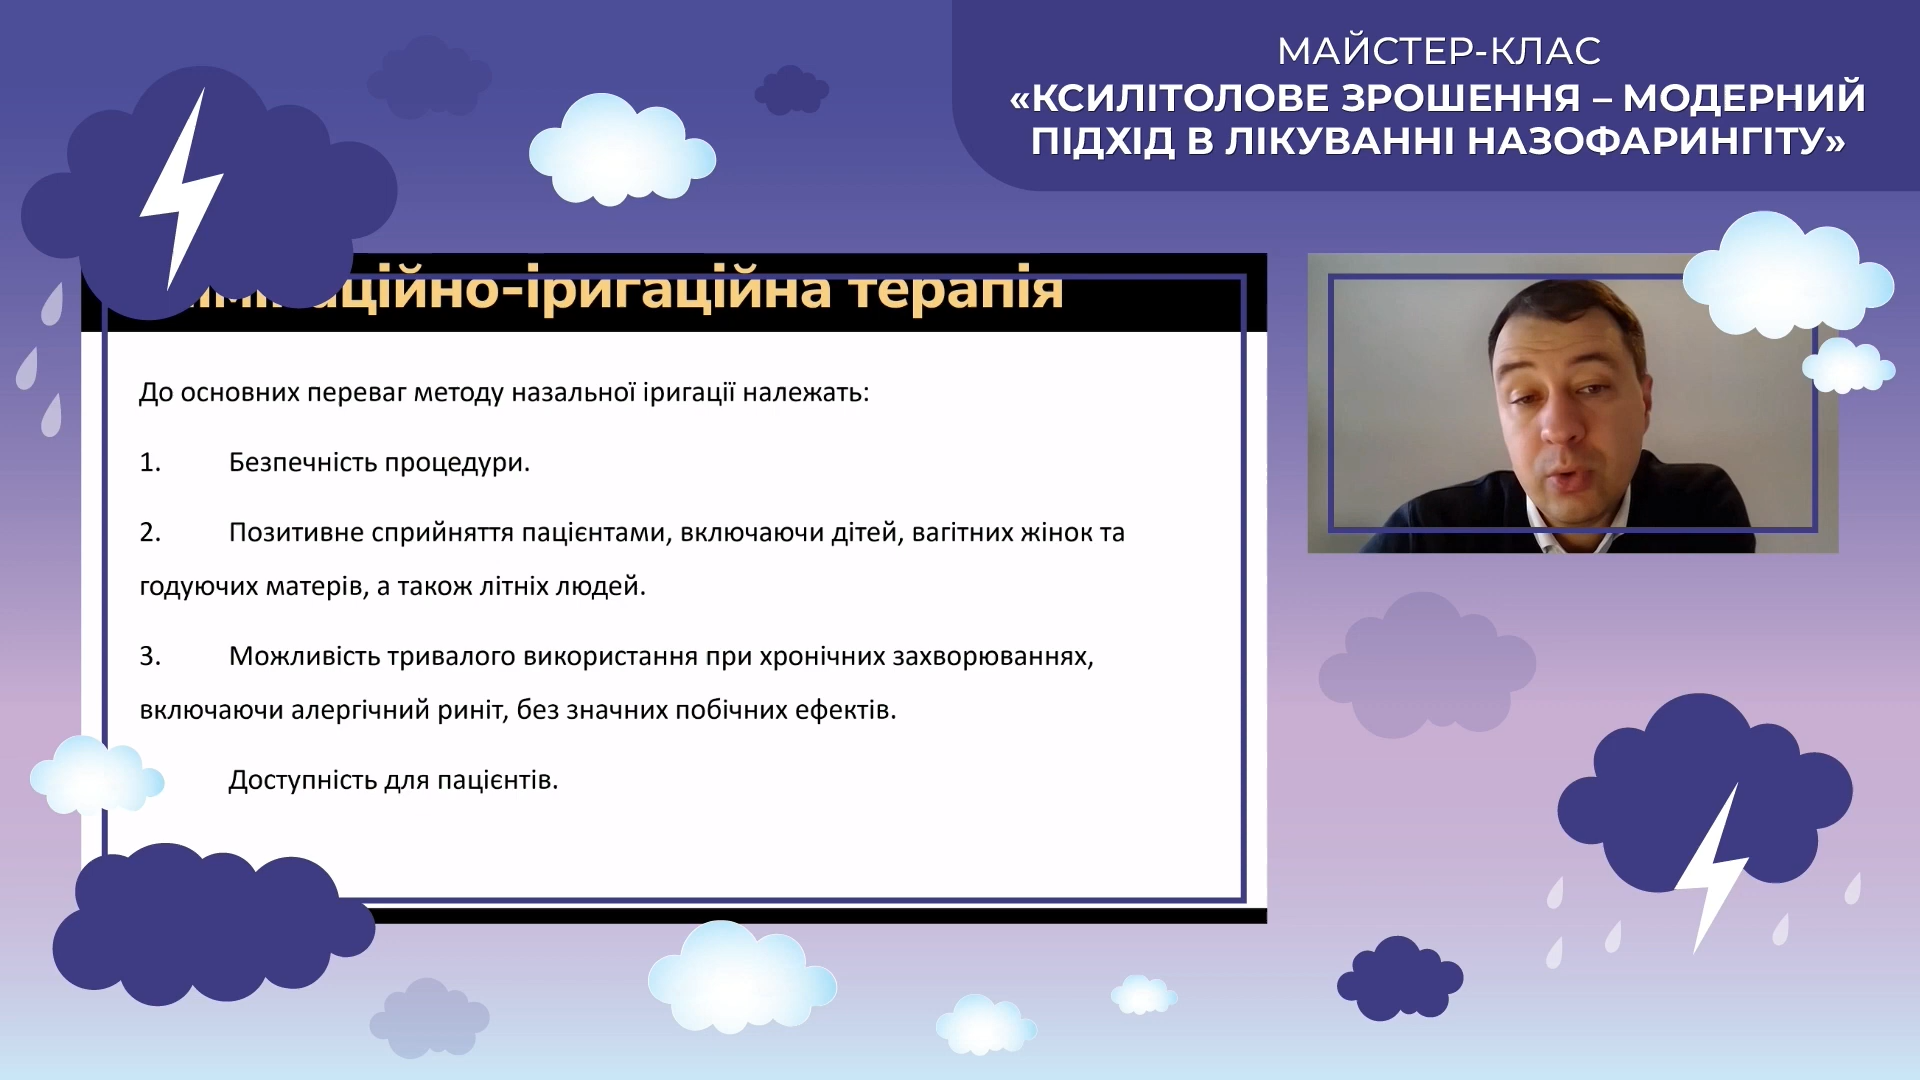 МАЙСТЕР-КЛАС
«КСИЛІТОЛОВЕ ЗРОШЕННЯ – МОДЕРНИЙ
ПІДХІД В ЛІКУВАННІ НАЗОФАРИНГІТУ»
терапія
До основних переваг методу назальної іригації належать:
1. Безпечність процедури.
2. Позитивне сприйняття пацієнтами, включаючи дітей, вагітних жінок та
годуючих матерів, а також літніх людей.
3. Можливість тривалого використання при хронічних захворюваннях,
включаючи алергічний риніт, без значних побічних ефектів.
Доступність для пацієнтів.